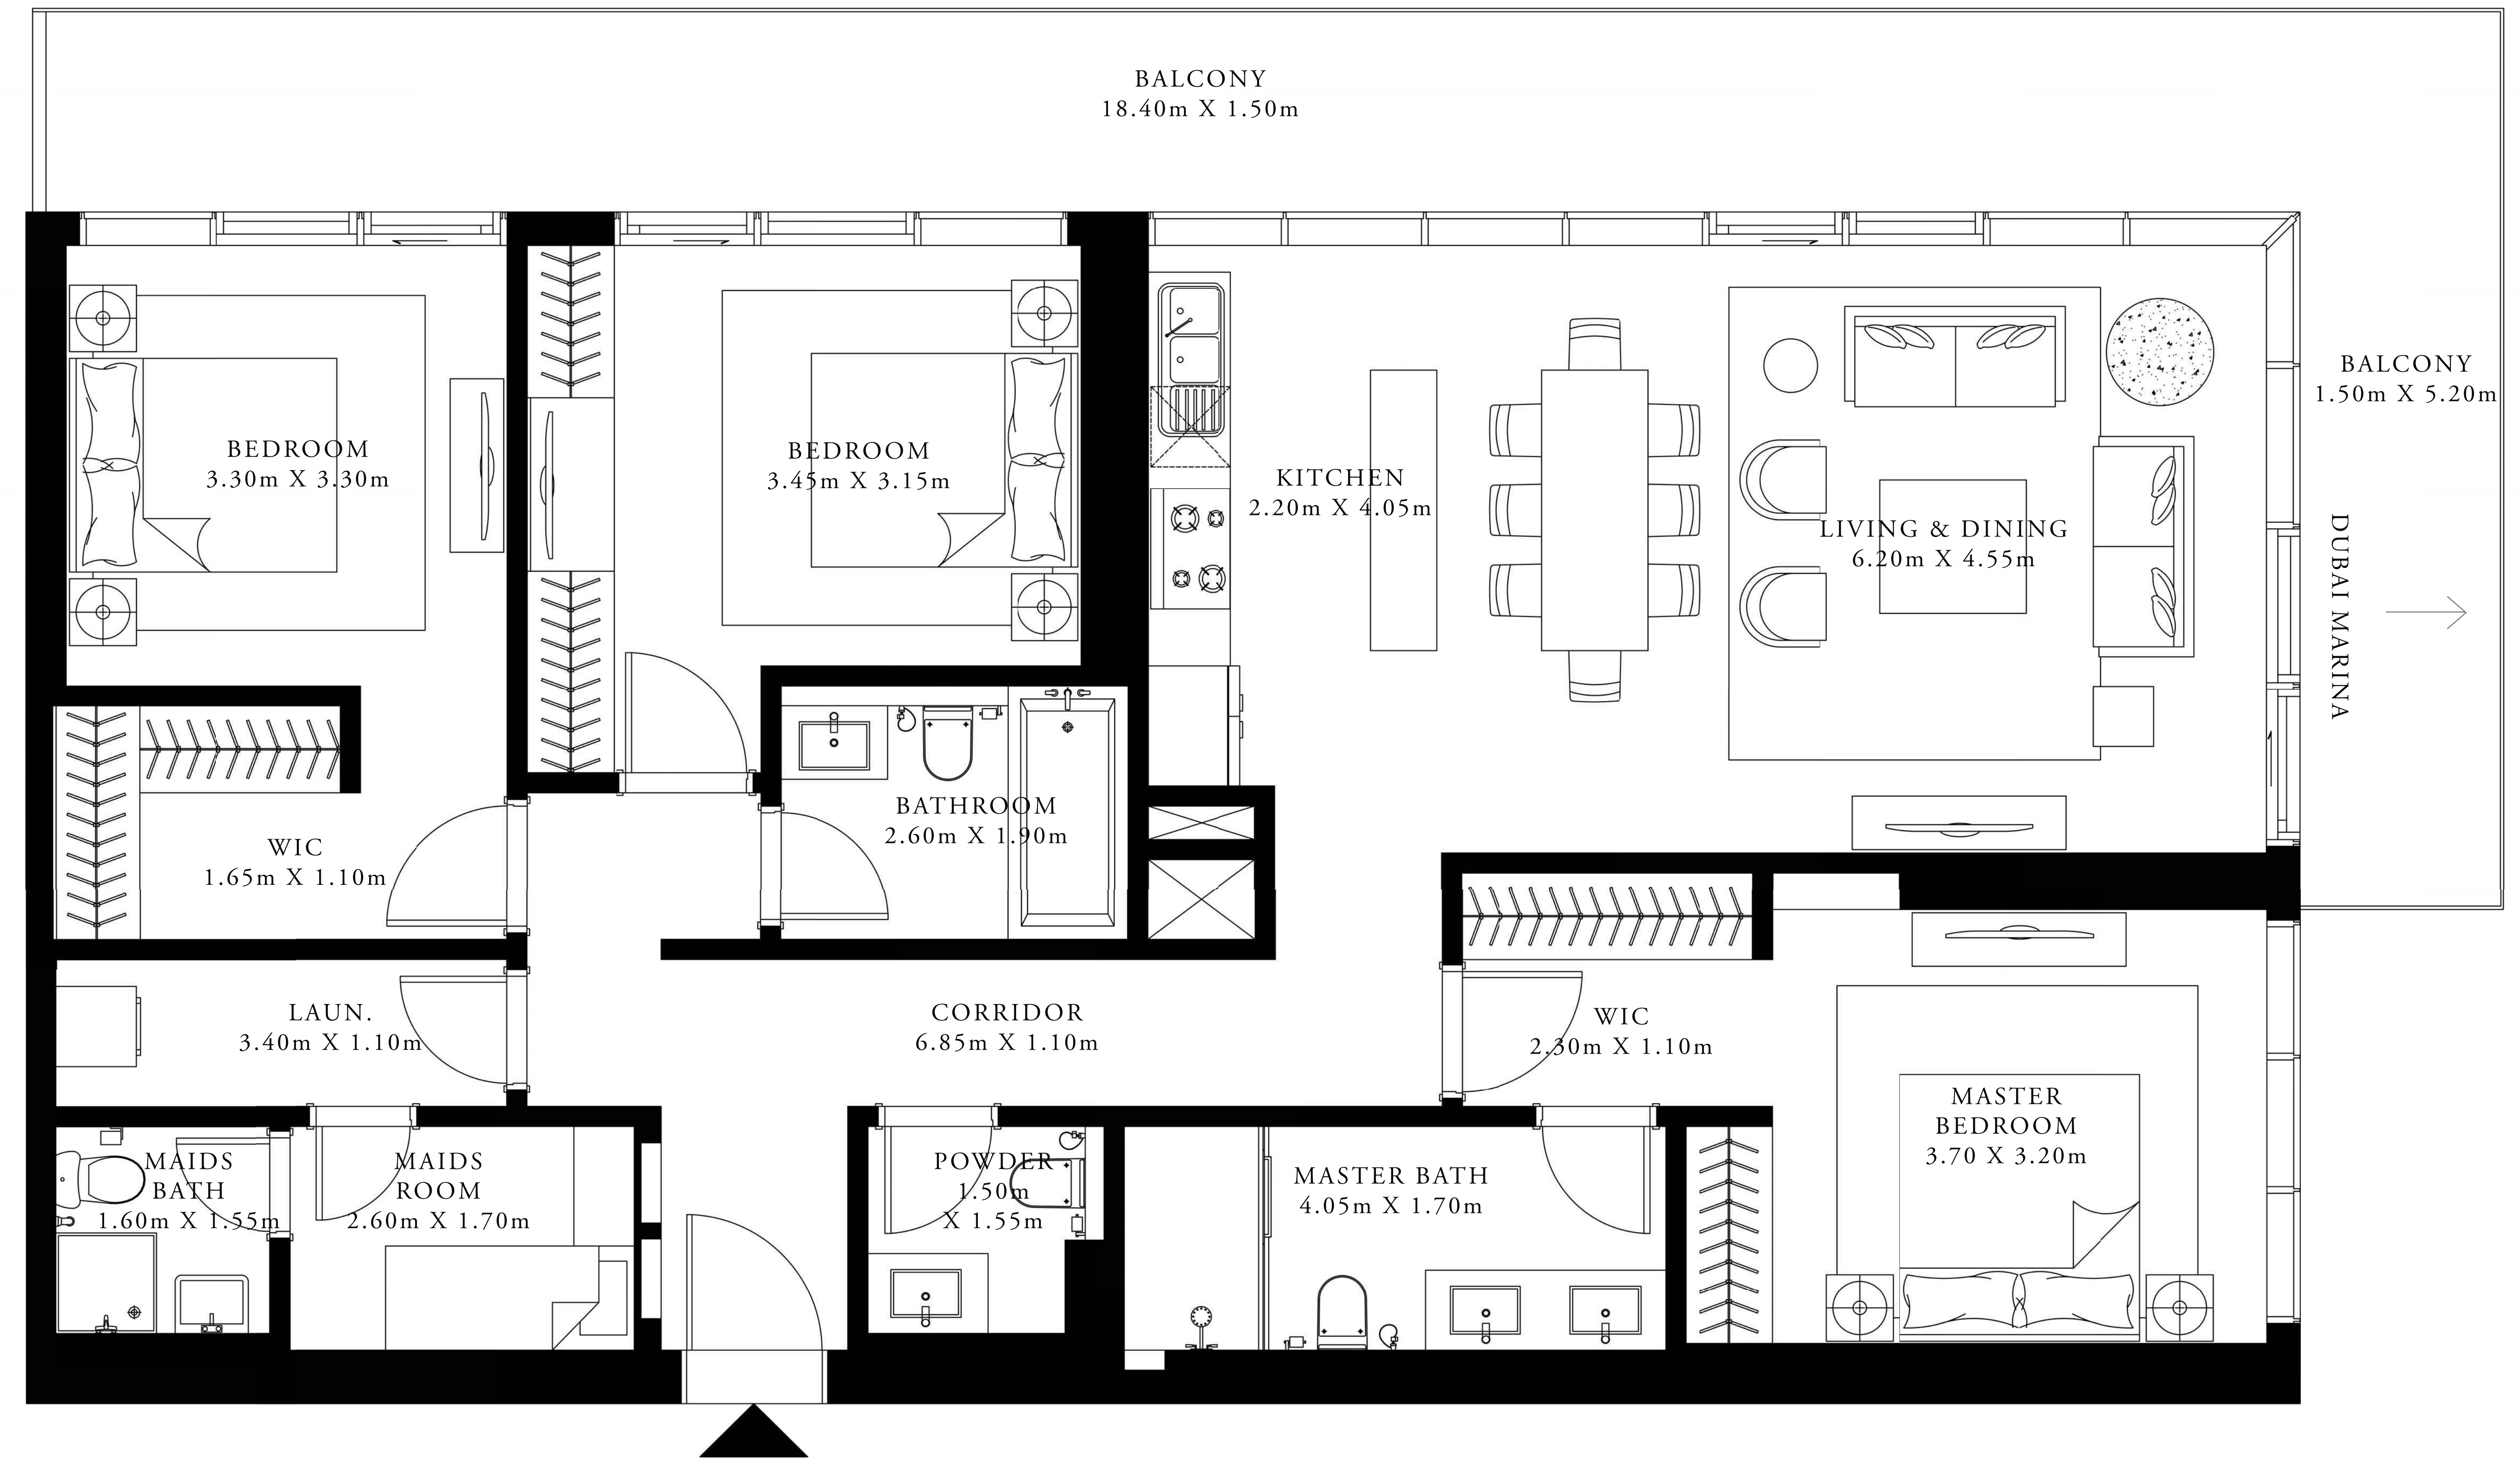 BALCONY
18.40m X 1.50m
BALCONY
1.50m X 5.20m
BEDROOM
3.30m X 3.30m
BEDROOM
3.45m X 3.15m
KITCHEN
2.20m X 4.05m
LIVING & DINING
6.20m X 4.55m
DUBAI MARINA
BATHROOM
2.60m X 1.90m
WIC
1.65m X 1.10m
LAUN.
3.40m X 1.10m
CORRIDOR
6.85m X 1.10m
WIC
2.30m X 1.10m
MASTER
BEDROOM
3.70 X 3.20m
MAIDS
BATH
1.60m X 1.55m
MAIDS
ROOM
2.60m X 1.70m
POWDER
1.50m
X 1.55m
MASTER BATH
4.05m X 1.70m